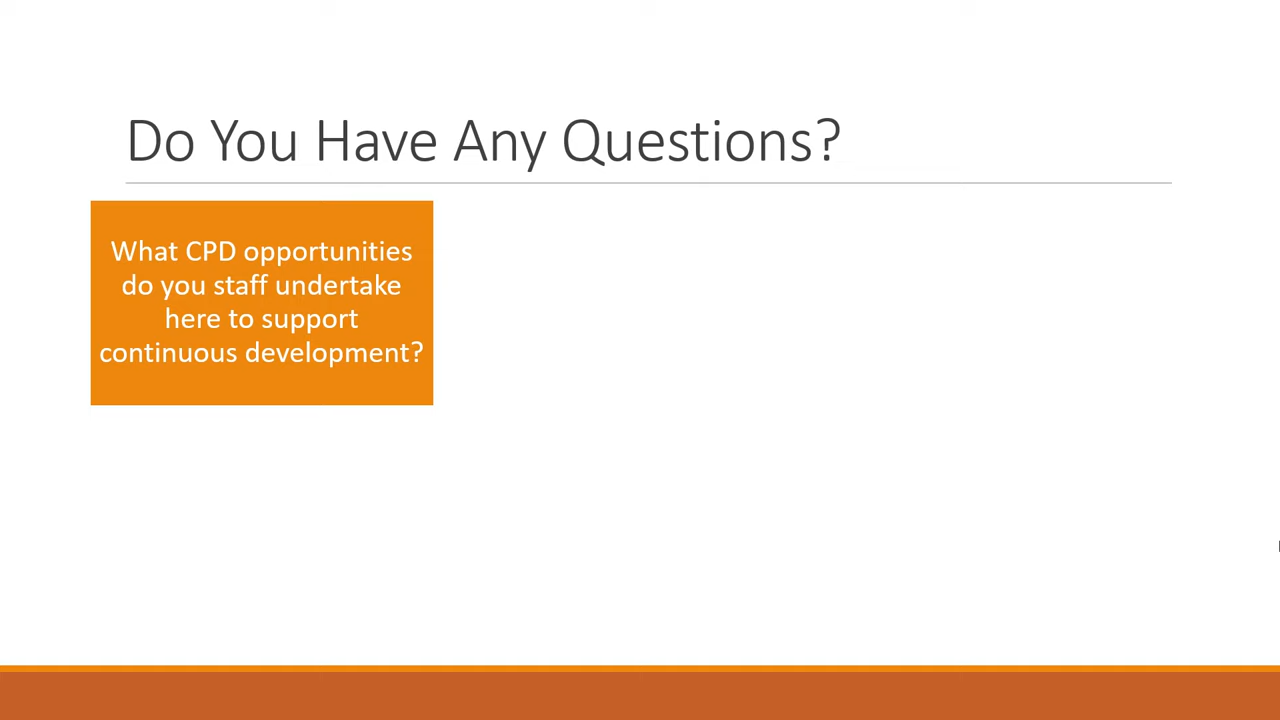 Do You Have Any Questions?
What CPD opportunities
do you staff undertake
here to support
continuous development?